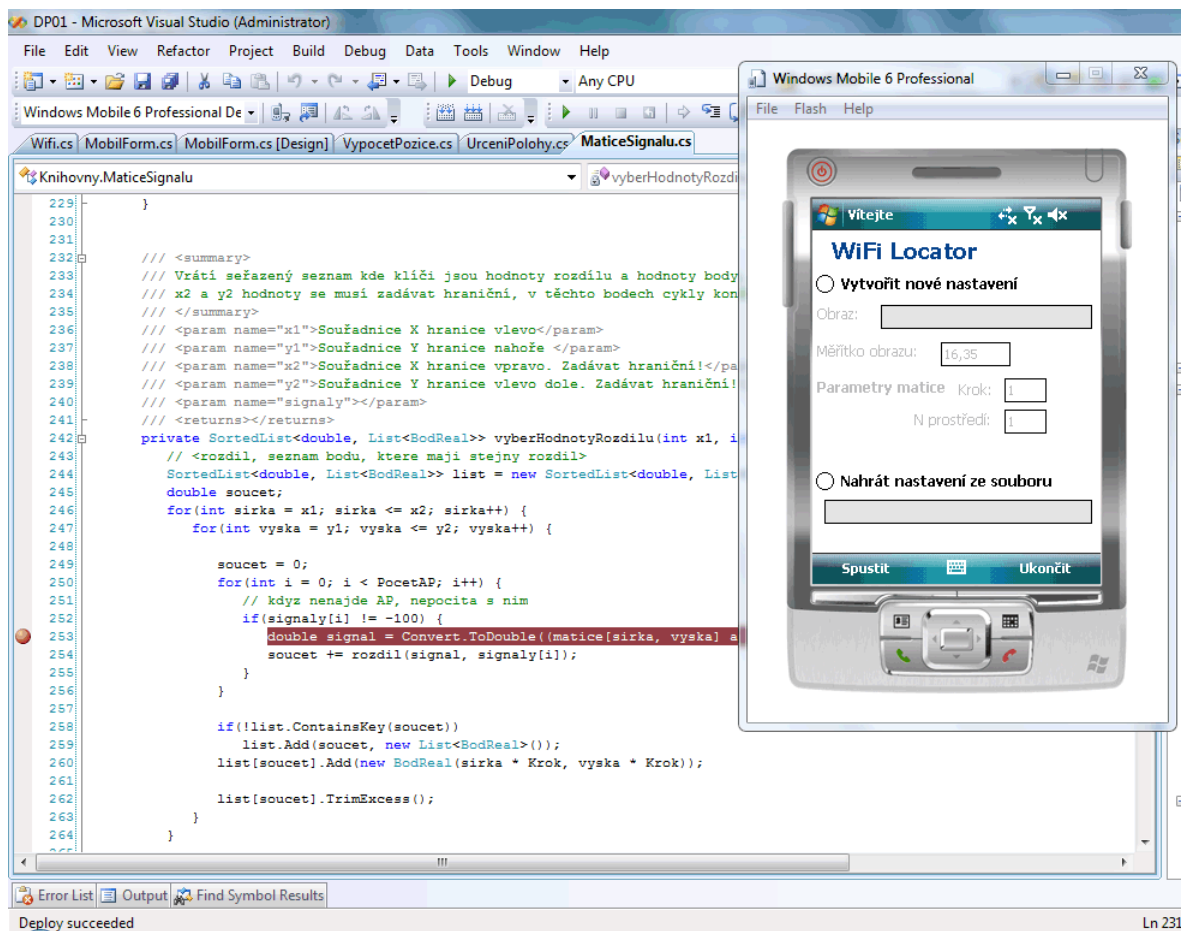 DP01 - Microsoft Visual Studio (Administrator)
File Edit View Refactor Project Build Debug Data Tools Window Help
Debug Any CPU
Windows Mobile 6 Professional De
Wifi.cs MobilForm.cs MobilForm.cs [Design] VypocetPozice.cs UrceniPolohy.cs MaticeSignalu.cs
Knihovny.MaticeSignalu vyberHodnotyRozdi
229 }
230
231
232 /// <summary>
233 /// Vrátí seřazený seznam kde klíči jsou hodnoty rozdílu a hodnoty body
234 /// x2 a y2 hodnoty se musí zadávat hraniční, v těchto bodech cykly kon
235 /// </summary>
236 /// <param name="x1">Souřadnice X hranice vlevo</param>
237 /// <param name="y1">Souřadnice Y hranice nahoře </param>
238 /// <param name="x2">Souřadnice X hranice vpravo. Zadávat hraniční!</pa
239 /// <param name="y2">Souřadnice Y hranice vlevo dole. Zadávat hraniční!
240 /// <param name="signaly"></param>
241 /// <returns></returns>
242 private SortedList<double, List<BodReal>> vyberHodnotyRozdilu(int x1, i
243 // <rozdil, seznam bodu, ktere maji stejny rozdil>
244 SortedList<double, List<BodReal>> list = new SortedList<double, List
245 double soucet;
246 for(int sirka = x1; sirka <= x2; sirka++) {
247 for(int vyska = y1; vyska <= y2; vyska++) {
248
249 soucet = 0;
250 for(int i = 0; i < PocetAP; i++) {
251 // kdyz nenajde AP, nepocita s nim
252 if(signaly[i] != -100) {
253 double signal = Convert.ToDouble((matice[sirka, vyska] a
254 soucet += rozdil(signal, signaly[i]);
255 }
256 }
257
258 if(!list.ContainsKey(soucet))
259 list.Add(soucet, new List<BodReal>());
260 list[soucet].Add(new BodReal(sirka * Krok, vyska * Krok));
261
262 list[soucet].TrimExcess();
263 }
264 }
Error List Output Find Symbol Results
Deploy succeeded Ln 231
Windows Mobile 6 Professional
File Flash Help
Vítejte
WiFi Locator
Vytvořit nové nastavení
Obraz:
Měřítko obrazu: 16,35
Parametry matice Krok: 1
N prostředí: 1
Nahrát nastavení ze souboru
Spustit Ukončit